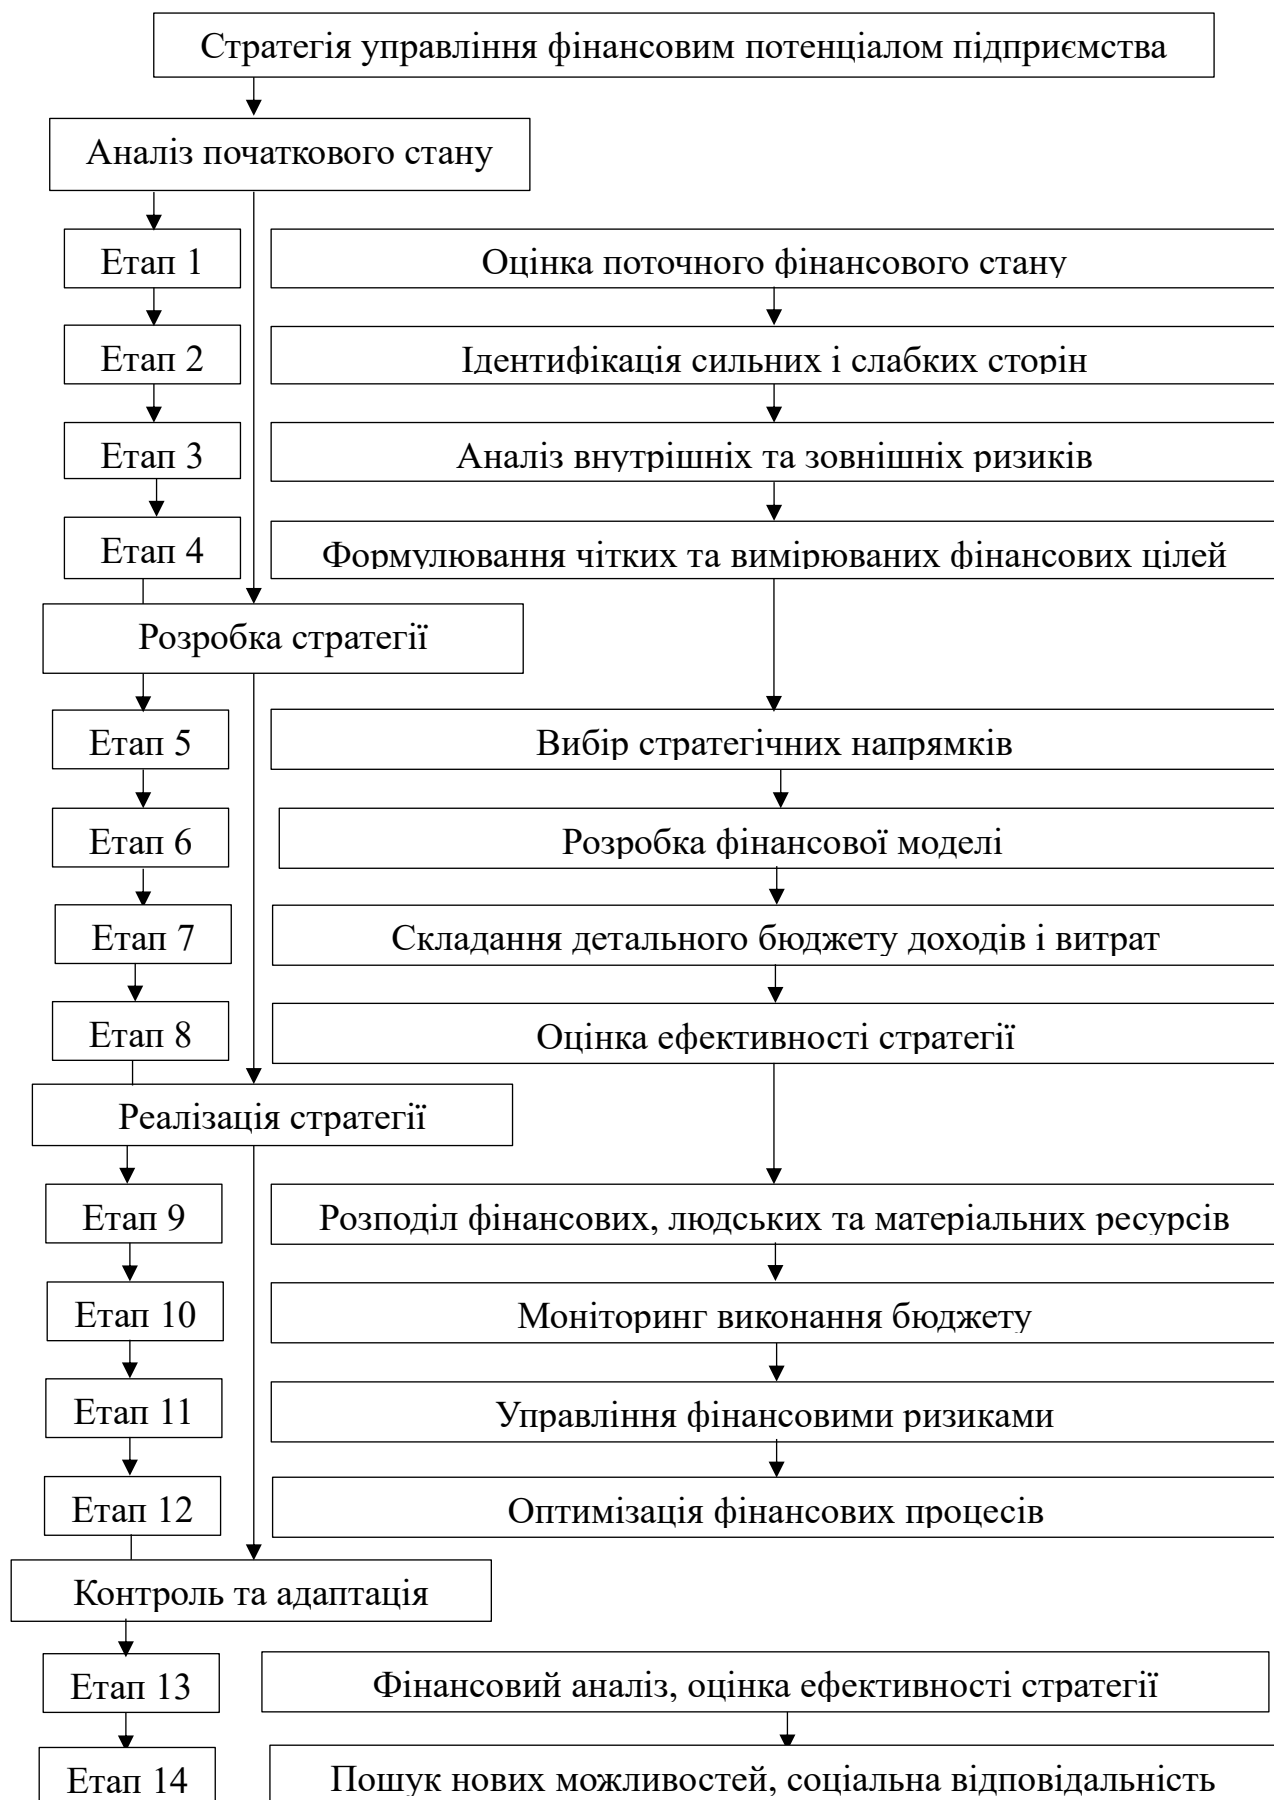 Стратегія управління фінансовим потенціалом підприємства
Аналіз початкового стану
Етап 1
Оцінка поточного фінансового стану
Етап 2
Ідентифікація сильних і слабких сторін
Етап 3
Аналіз внутрішніх та зовнішніх ризиків
Етап 4
Формулювання чітких та вимірюваних фінансових цілей
Розробка стратегії
Етап 5
Вибір стратегічних напрямків
Етап 6
Розробка фінансової моделі
Етап 7
Складання детального бюджету доходів і витрат
Етап 8
Оцінка ефективності стратегії
Реалізація стратегії
Етап 9
Розподіл фінансових, людських та матеріальних ресурсів
Етап 10
Моніторинг виконання бюджету
Етап 11
Управління фінансовими ризиками
Етап 12
Оптимізація фінансових процесів
Контроль та адаптація
Етап 13
Фінансовий аналіз, оцінка ефективності стратегії
Етап 14
Пошук нових можливостей, соціальна відповідальність